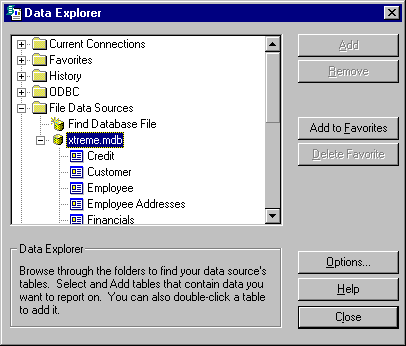 Data Explorer
Current Connections
Favorites
History
ODBC
File Data Sources
Find Database File
xtreme.mdb
Credit
Customer
Employee
Employee Addresses
Financials
Add
Remove
Add to Favorites
Delete Favorite
Data Explorer
Browse through the folders to find your data source's
tables. Select and Add tables that contain data you
want to report on. You can also double-click a table
to add it.
Options...
Help
Close